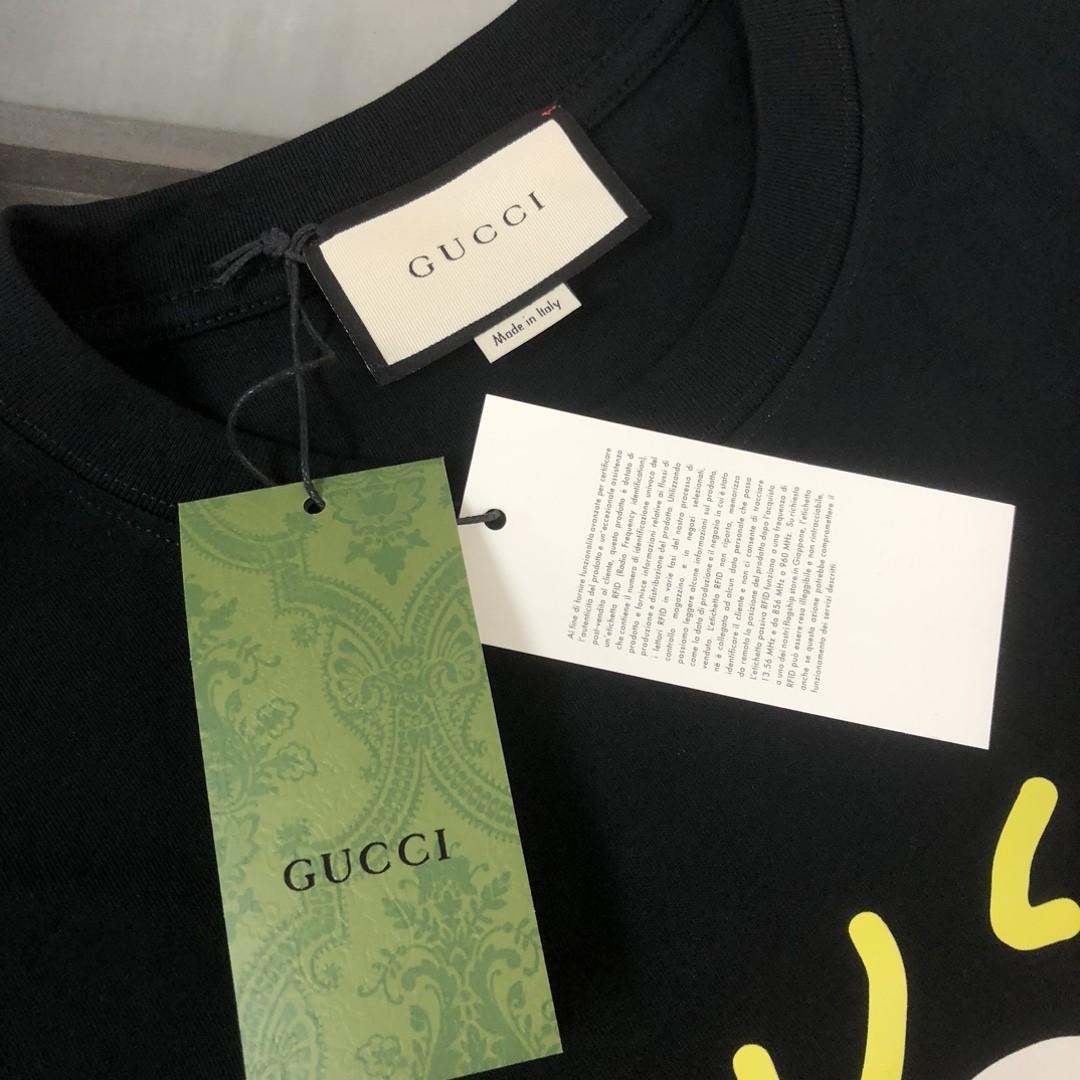 GUCCI
Made in Italy
Al fine di fornire funzionalità avanzate per certificare
l'autenticità del prodotto e un'eccezionale assistenza
post-vendita al cliente, questo prodotto è dotato di
un'etichetta RFID (Radio Frequency identification),
che contiene il numero di identificazione univoco del
prodotto e fornisce informazioni relative ai flussi di
produzione e distribuzione del prodotto. Utilizzando
i lettori RFID in varie fasi del nostro processo di
controllo magazzino e in negozi selezionati,
possiamo leggere alcune informazioni sul prodotto,
come la data di produzione e il negozio in cui è stato
venduto. L'etichetta RFID non riporta, memorizza
né è collegata ad alcun dato personale che possa
identificare il cliente e non ci consente di tracciare
da remoto la posizione del prodotto dopo l'acquisto.
L'etichetta passiva RFID funziona a una frequenza di
13.56 MHz e da 856 MHz a 960 MHz. Su richiesta
a uno dei nostri flagship store in Giappone, l'etichetta
RFID può essere resa illeggibile e non rintracciabile,
anche se questa azione potrebbe compromettere il
funzionamento dei servizi descritti
GUCCI